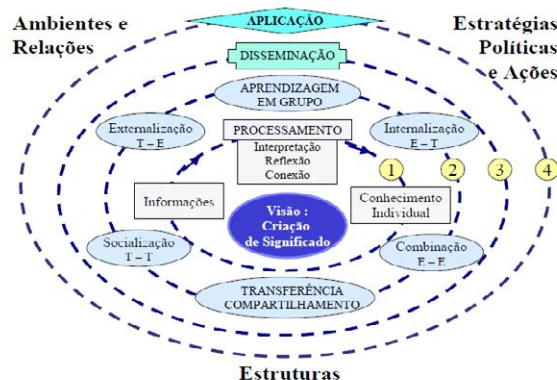 Ambientes e
Relações
APLICAÇÃO
Estratégias
Políticas
e Ações
DISSEMINAÇÃO
APRENDIZAGEM
EM GRUPO
Externalização
T – E
PROCESSAMENTO
Interpretação
Reflexão
Conexão
Internalização
E – T
1
2
3
4
Informações
Visão :
Criação
de Significado
Conhecimento
Individual
Socialização
T – T
Combinação
E – E
TRANSFERÊNCIA
COMPARTILHAMENTO
Estruturas